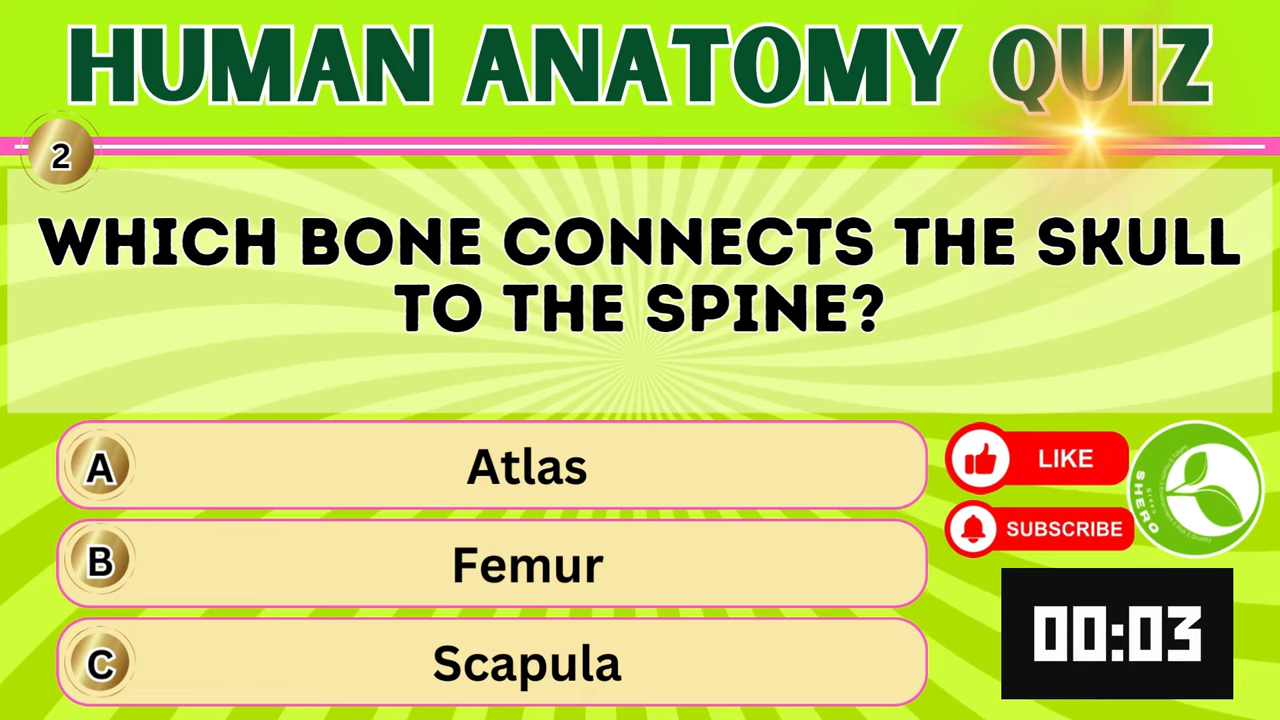 HUMAN ANATOMY QUIZ
2
WHICH BONE CONNECTS THE SKULL
TO THE SPINE?
A Atlas
B Femur
C Scapula
LIKE
SUBSCRIBE
SHERO
00:03